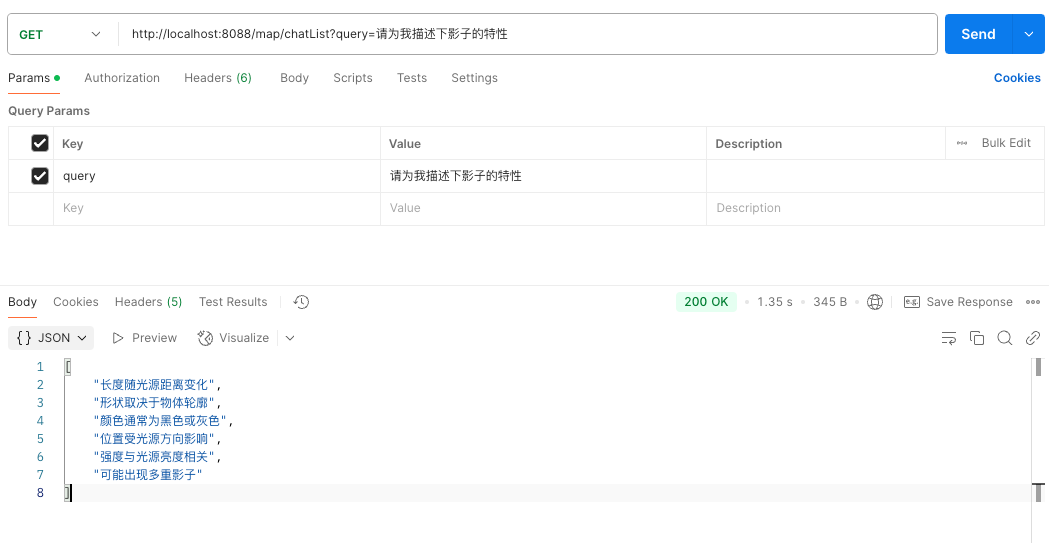 GET http://localhost:8088/map/chatList?query=请为我描述下影子的特性 Send
Params Authorization Headers (6) Body Scripts Tests Settings Cookies
Query Params
Key Value Description Bulk Edit
query 请为我描述下影子的特性
Key Value Description
Body Cookies Headers (5) Test Results 200 OK 1.35 s 345 B e.g. Save Response
{} JSON Preview Visualize
1 [
2 "长度随光源距离变化",
3 "形状取决于物体轮廓",
4 "颜色通常为黑色或灰色",
5 "位置受光源方向影响",
6 "强度与光源亮度相关",
7 "可能出现多重影子"
8 ]